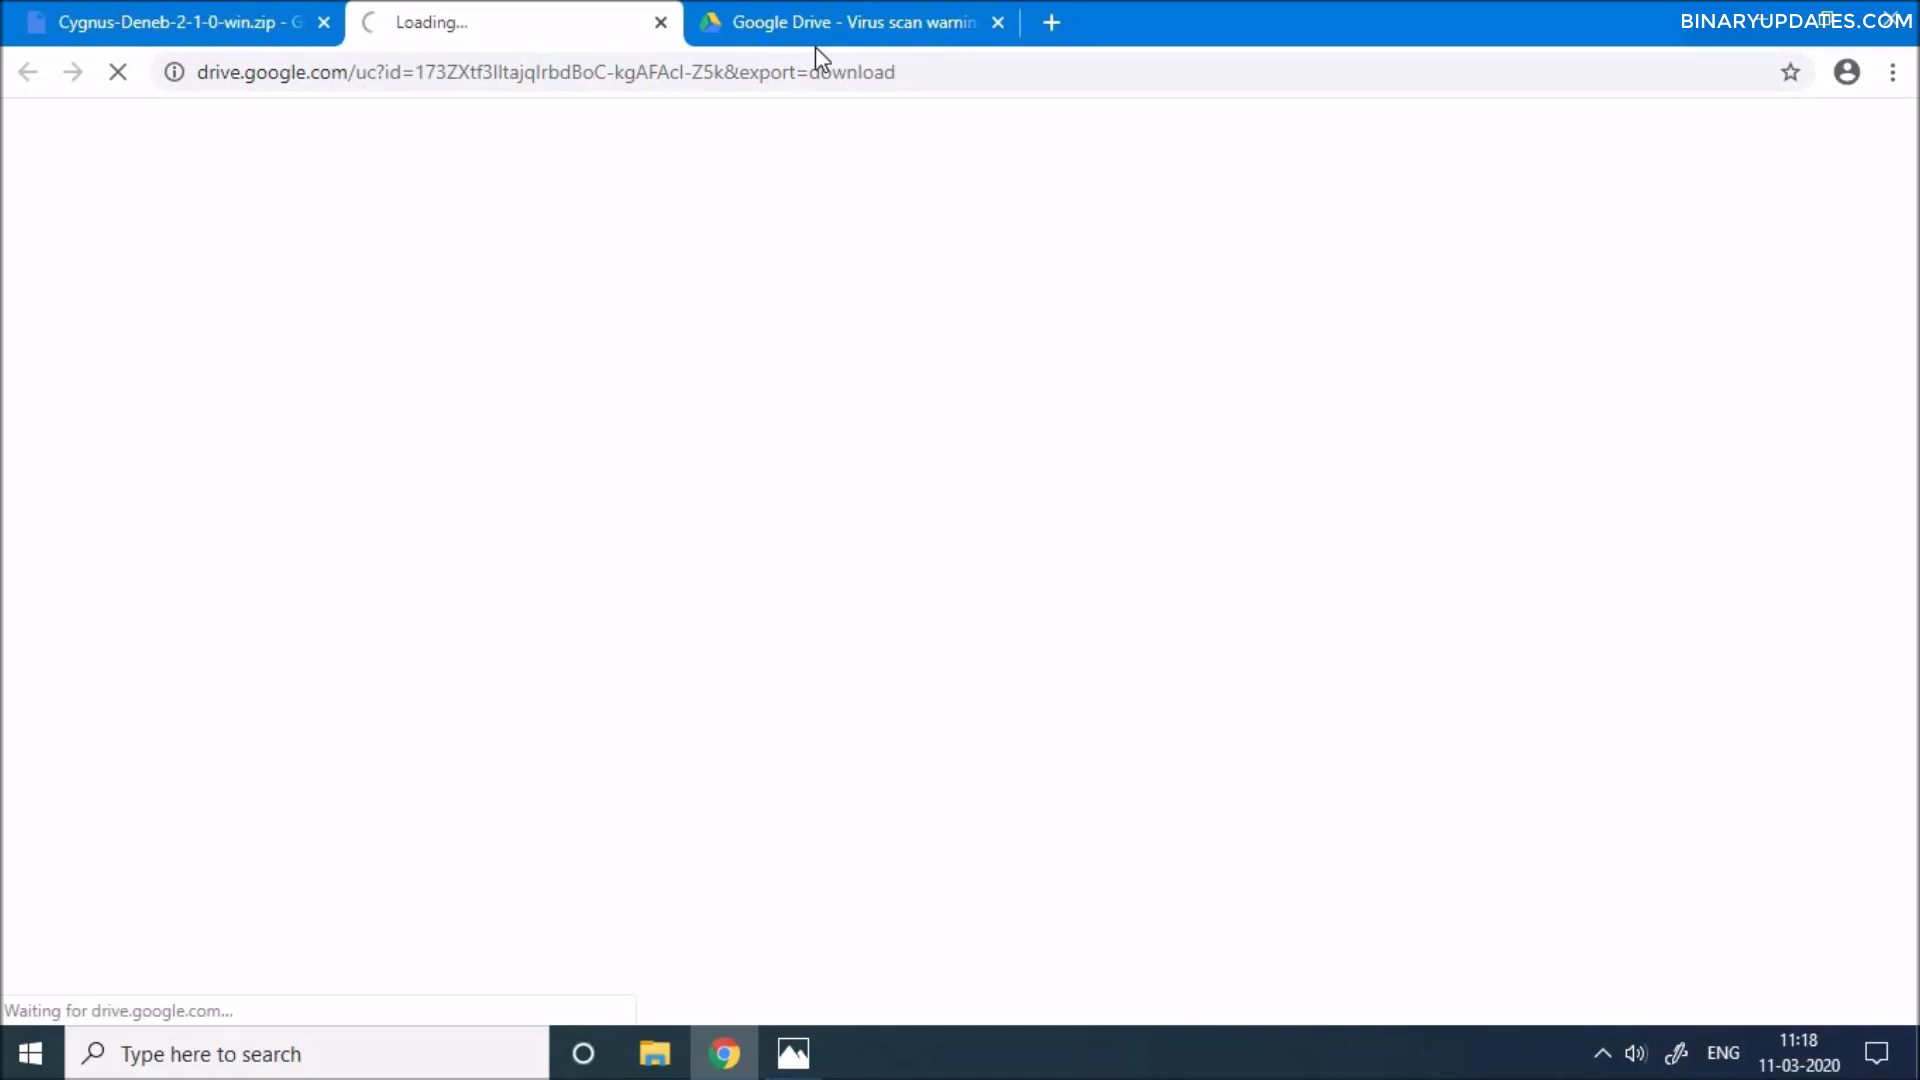 Cygnus-Deneb-2-1-0-win.zip - G
Loading...
Google Drive - Virus scan warnin
BINARYUPDATES.COM
drive.google.com/uc?id=173ZXtf3lItajqIrbdBoC-kgAFAcI-Z5k&export=download
Waiting for drive.google.com...
Type here to search
ENG
11:18
11-03-2020